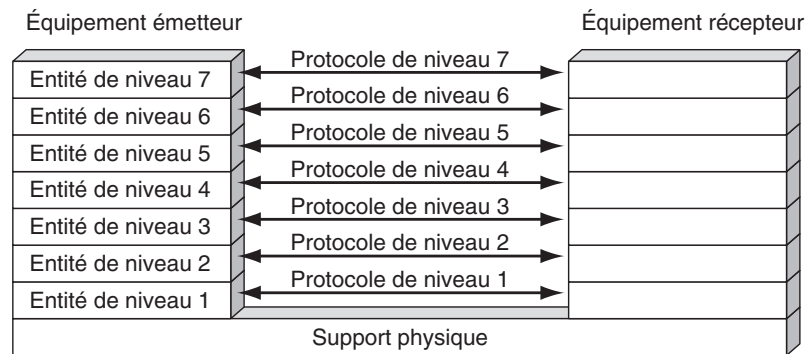 Équipement émetteur
Équipement récepteur
Entité de niveau 7
Protocole de niveau 7
Entité de niveau 6
Protocole de niveau 6
Entité de niveau 5
Protocole de niveau 5
Entité de niveau 4
Protocole de niveau 4
Entité de niveau 3
Protocole de niveau 3
Entité de niveau 2
Protocole de niveau 2
Entité de niveau 1
Protocole de niveau 1
Support physique